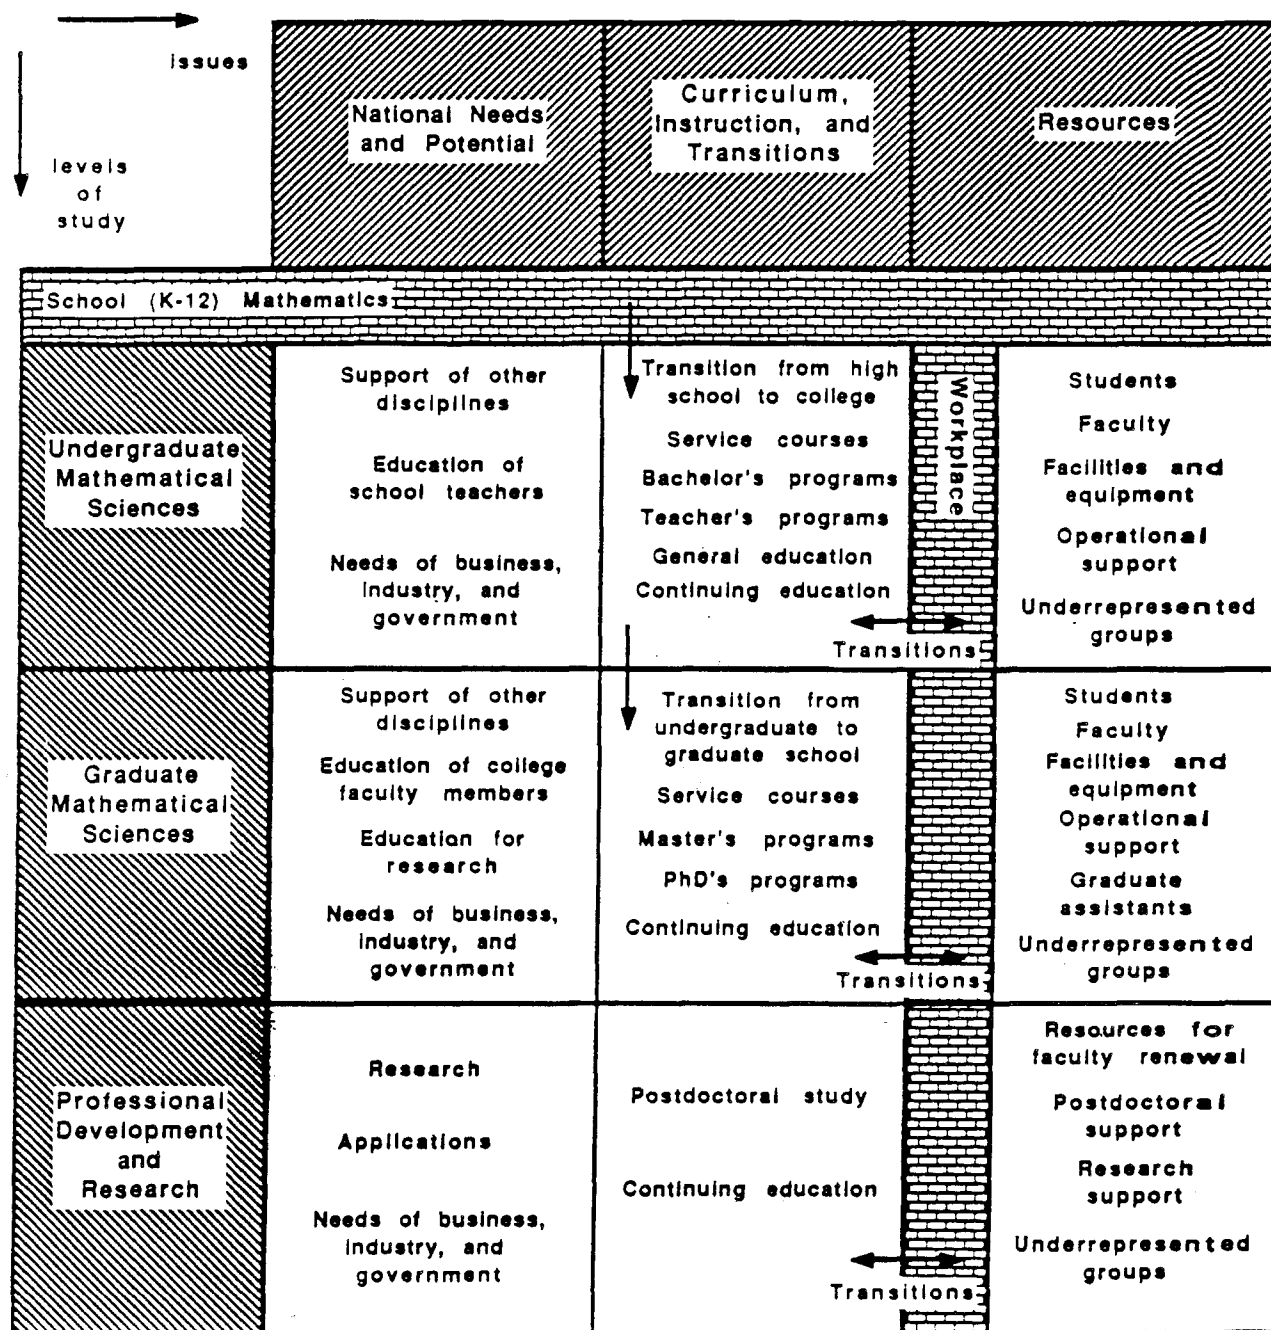 issues
levels
of
study
National Needs
and Potential
Curriculum,
Instruction, and
Transitions
Resources
School (K-12) Mathematics
Undergraduate
Mathematical
Sciences
Support of other
disciplines
Education of
school teachers
Needs of business,
industry, and
government
Transition from high
school to college
Service courses
Bachelor's programs
Teacher's programs
General education
Continuing education
Transitions
Workplace
Students
Faculty
Facilities and
equipment
Operational
support
Underrepresented
groups
Graduate
Mathematical
Sciences
Support of other
disciplines
Education of college
faculty members
Education for
research
Needs of business,
industry, and
government
Transition from
undergraduate to
graduate school
Service courses
Master's programs
PhD's programs
Continuing education
Transitions
Students
Faculty
Facilities and
equipment
Operational
support
Graduate
assistants
Underrepresented
groups
Professional
Development
and
Research
Research
Applications
Needs of business,
industry, and
government
Postdoctoral study
Continuing education
Transitions
Resources for
faculty renewal
Postdoctoral
support
Research
support
Underrepresented
groups